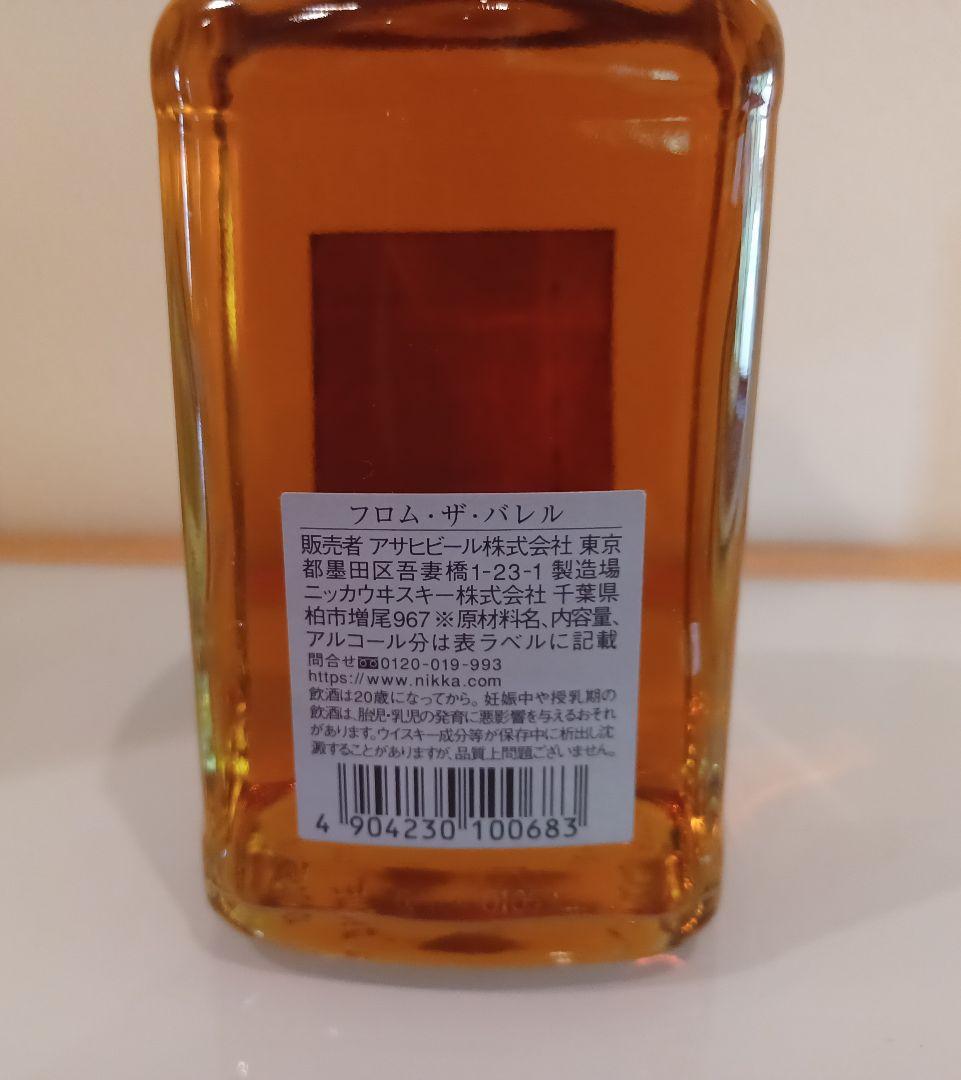 フロム・ザ・バレル
販売者 アサヒビール株式会社 東京
都墨田区吾妻橋1-23-1 製造場
ニッカウヰスキー株式会社 千葉県
柏市増尾967 ※原材料名、内容量、
アルコール分は表ラベルに記載
問合せ 0120-019-993
https://www.nikka.com
飲酒は20歳になってから。妊娠中や授乳期の
飲酒は、胎児・乳児の発育に悪影響を与えるおそれ
があります。ウイスキー成分等が保存中に析出し沈
澱することがありますが、品質上問題ございません。
4 904230 100683